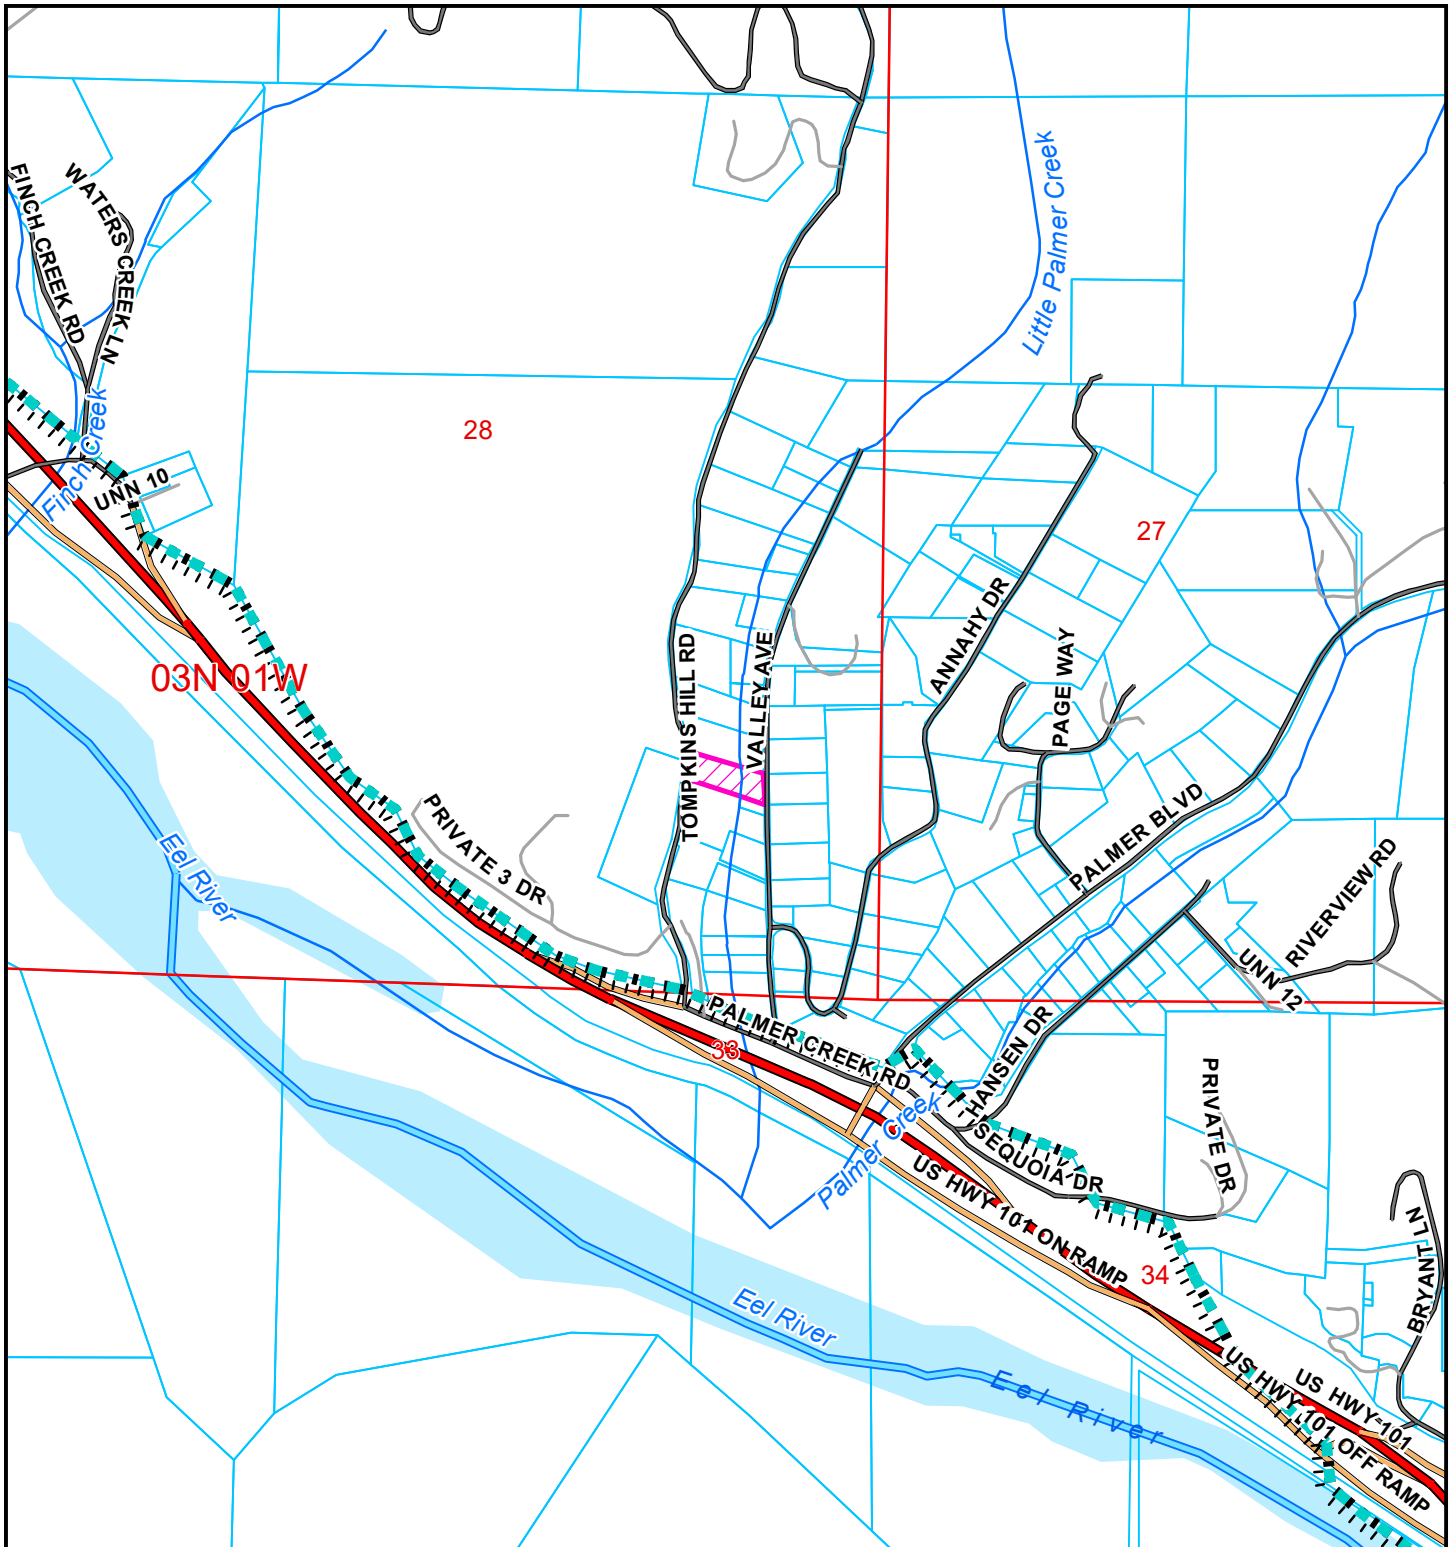 FINCH CREEK RD
WATERS CREEK LN
Little Palmer Creek
28
Finch Creek
UNN 10
27
ANNAHY DR
PAGE WAY
03N 01W
TOMPKINS HILL RD
VALLEY AVE
PRIVATE 3 DR
PALMER BLVD
Eel River
RIVERVIEW RD
UNN 12
PALMER CREEK RD
33
HANSEN DR
Palmer Creek
SEQUOIA DR
PRIVATE DR
US HWY 101 ON RAMP
34
BRYANT LN
Eel River
Eel River
US HWY 101
US HWY 101 OFF RAMP